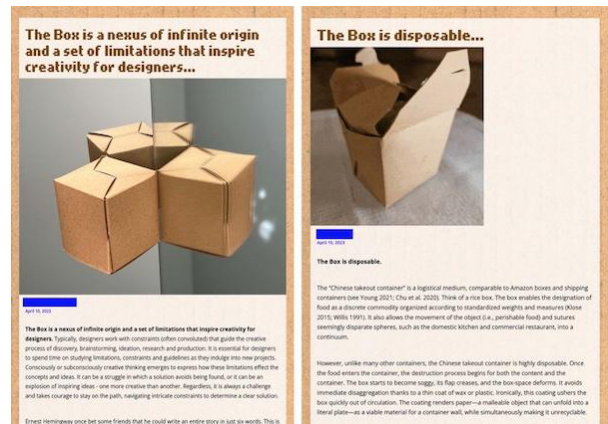 The Box is a nexus of infinite origin
and a set of limitations that inspire
creativity for designers...
April 10, 2023
The Box is a nexus of infinite origin and a set of limitations that inspire creativity for
designers. Typically, designers work with constraints (often convoluted) that guide the creative
process of discovery, brainstorming, ideation, research and production. It is essential for designers
to spend time on studying limitations, constraints and guidelines as they indulge into new projects.
Consciously or subconsciously creative thinking emerges to express how these limitations effect the
concepts and ideas. It can be a struggle in which a solution avoids being found, or it can be an
explosion of inspiring ideas - one more creative than another. Regardless, it is always a challenge
and takes courage to stay on the path, navigating intricate constraints to determine a clear solution.
Ernest Hemingway once bet some friends that he could write an entire story in just six words. This is
The Box is disposable...
April 10, 2023
The Box is disposable.
The "Chinese takeout container" is a logistical medium, comparable to Amazon boxes and shipping
containers (see Young 2021; Chu et al. 2020). Think of a rice box. The box enables the designation of
food as a discrete commodity organized according to standardized weights and measures (Klose
2015; Willis 1991). It also allows the movement of the object (i.e., perishable food) and sutures
seemingly disparate spheres, such as the domestic kitchen and commercial restaurant, into a
continuum.
However, unlike many other containers, the Chinese takeout container is highly disposable. Once
the food enters the container, the destruction process begins for both the content and the
container. The box starts to become soggy, its flap creases, and the box-space deforms. It avoids
immediate disaggregation thanks to a thin coat of wax or plastic. Ironically, this coating ushers the
box quickly out of circulation. The coating renders paper—a malleable object that can unfold into a
literal plate—as a viable material for a container wall, while simultaneously making it unrecyclable.